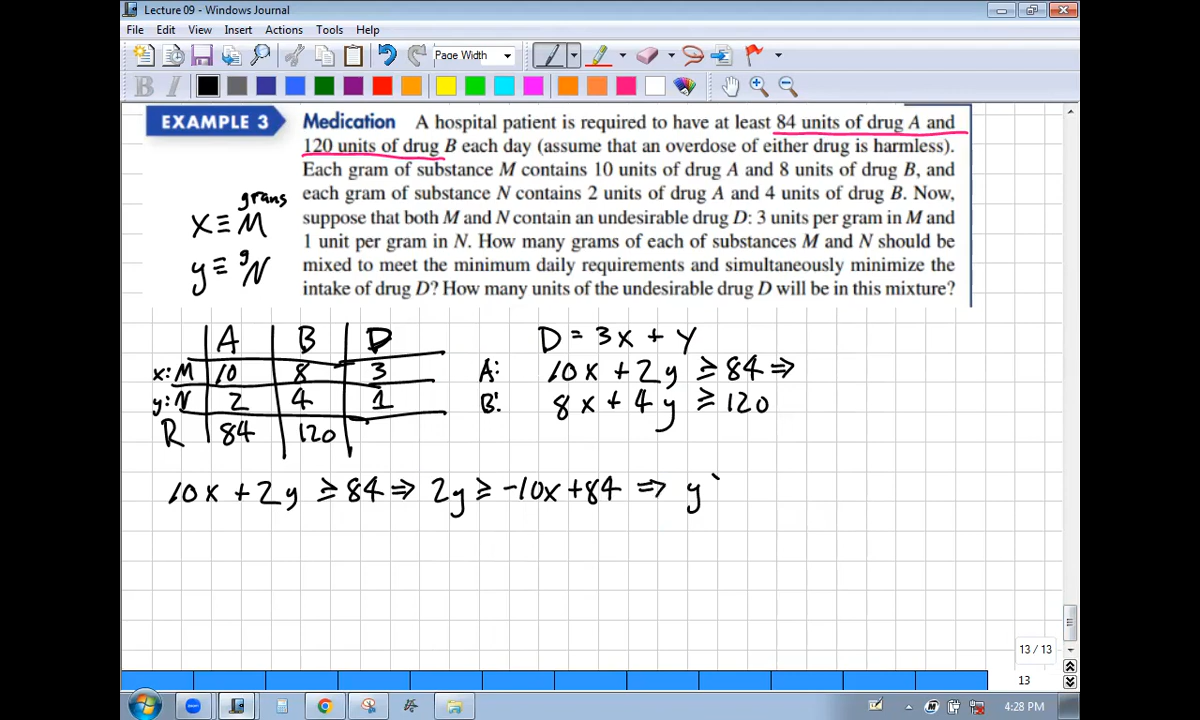 Lecture 09 - Windows Journal
File Edit View Insert Actions Tools Help
Page Width
B I
EXAMPLE 3
Medication A hospital patient is required to have at least 84 units of drug A and
120 units of drug B each day (assume that an overdose of either drug is harmless).
Each gram of substance M contains 10 units of drug A and 8 units of drug B, and
each gram of substance N contains 2 units of drug A and 4 units of drug B. Now,
suppose that both M and N contain an undesirable drug D: 3 units per gram in M and
1 unit per gram in N. How many grams of each of substances M and N should be
mixed to meet the minimum daily requirements and simultaneously minimize the
intake of drug D? How many units of the undesirable drug D will be in this mixture?
grans
x ≡ M
y ≡ g N
A B D
x: M 10 8 3
y: N 2 4 1
R 84 120
D = 3x + y
A: 10x + 2y ≥ 84 ⇒
B: 8x + 4y ≥ 120
10x + 2y ≥ 84 ⇒ 2y ≥ -10x + 84 ⇒ y
13 / 13
13
4:28 PM